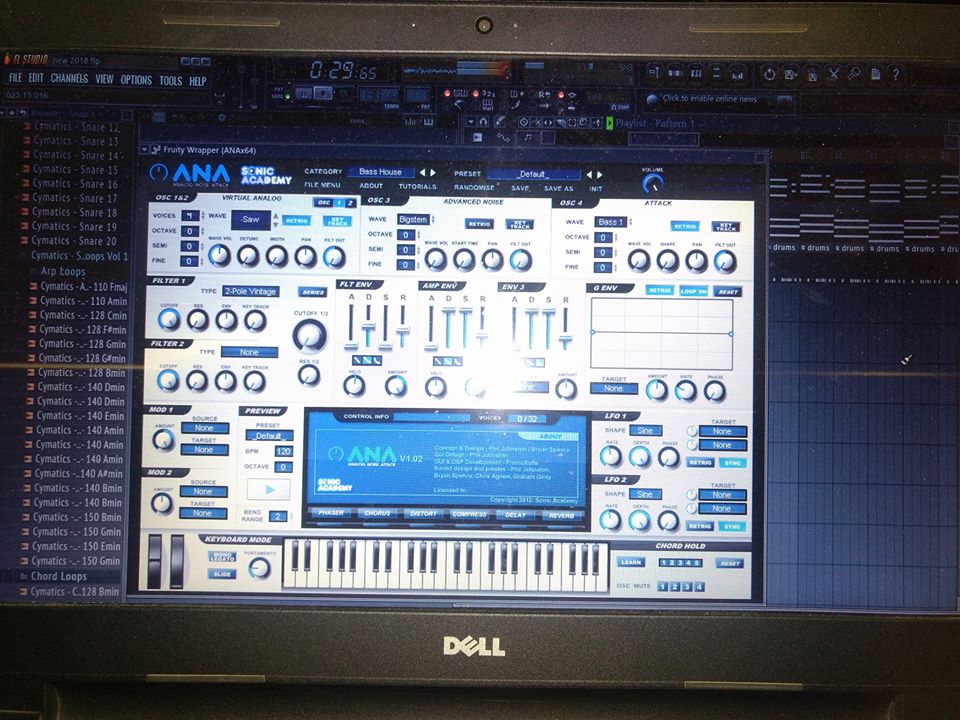 FL STUDIO new 2018 flp
FILE EDIT CHANNELS VIEW OPTIONS TOOLS HELP
0:29:65
023:15:016
Click to enable online news
Playlist - Pattern 1
Cymatics - Snare 12
Cymatics - Snare 13
Cymatics - Snare 14
Cymatics - Snare 15
Cymatics - Snare 16
Cymatics - Snare 17
Cymatics - Snare 18
Cymatics - Snare 19
Cymatics - Snare 20
Cymatics - S..oops Vol 1
Arp Loops
Cymatics - A..- 110 Fmaj
Cymatics -..- 110 Amin
Cymatics -..- 128 Cmin
Cymatics -..- 128 F#min
Cymatics -..- 128 Gmin
Cymatics -..- 128 G#min
Cymatics -..- 128 Bmin
Cymatics -..- 140 Dmin
Cymatics -..- 140 Dmin
Cymatics -..- 140 Emin
Cymatics -..- 140 Amin
Cymatics -..- 140 Amin
Cymatics -..- 140 Amin
Cymatics -..140 A#min
Cymatics -..- 140 Bmin
Cymatics -..- 140 Bmin
Cymatics -..- 150 Bmin
Cymatics -..- 150 Gmin
Cymatics -..- 150 Emin
Cymatics -..- 150 Gmin
Chord Loops
Cymatics - C..128 Bmin
Fruity Wrapper (ANAx64)
ANA
ANALOG NOISE ATTACK
SONIC ACADEMY
CATEGORY Bass House
PRESET _Default_
VOLUME
FILE MENU ABOUT TUTORIALS RANDOMISE SAVE SAVE AS INIT
OSC 1&2 VIRTUAL ANALOG OSC 1 2
VOICES 4 WAVE -Saw RETRIG KEY TRACK
OCTAVE 0
SEMI 0
FINE 0
WAVE VOL DETUNE WIDTH PAN FILT OUT
OSC 3 ADVANCED NOISE
WAVE Bigstem RETRIG KEY TRACK
OCTAVE 0
SEMI 0
FINE 0
WAVE VOL START TIME PAN FILT OUT
OSC 4 ATTACK
WAVE Bass 1 RETRIG KEY TRACK
OCTAVE 0
SEMI 0
FINE 0
WAVE VOL SHAPE PAN FILT OUT
drums drums drums drums drums
FILTER 1
TYPE 2-Pole Vintage SERIES
CUTOFF RES ENV KEY TRACK
CUTOFF 1/2
FILTER 2
TYPE None
RES 1/2
CUTOFF RES ENV KEY TRACK
FLT ENV
A D S R
VELO AMOUNT
AMP ENV
A D S R
VELO
ENV 3
A D S R
AMOUNT
G ENV RETRIG LOOP ON RESET
TARGET
None
AMOUNT RATE PHASE
MOD 1
SOURCE
AMOUNT None
TARGET
None
MOD 2
SOURCE
AMOUNT None
TARGET
None
PREVIEW
PRESET
Default
BPM 120
OCTAVE 0
BEND RANGE 2
CONTROL INFO VOICES 0 / 32
ABOUT
ANA V1.02
ANALOG NOISE ATTACK
Concept & Design - Phil Johnston / Bryan Spence
GUI Design - Phil Johnston
GUI & DSP Development -
Sound design and presets - Phil Johnston,
Bryan Spence, Chris Agnew, Graham Ginty
Licensed to:
SONIC ACADEMY
Copyright 2012, Sonic Academy
PHASER CHORUS DISTORT COMPRESS DELAY REVERB
LFO 1
SHAPE Sine
TARGET
None
None
RATE DEPTH PHASE
RETRIG SYNC
LFO 2
SHAPE Sine
TARGET
None
None
RATE DEPTH PHASE
RETRIG SYNC
KEYBOARD MODE
MONO LEGATO PORTAMENTO
SLIDE
CHORD HOLD
LEARN 1 2 3 4 5 RESET
OSC MUTE 1 2 3 4
DELL